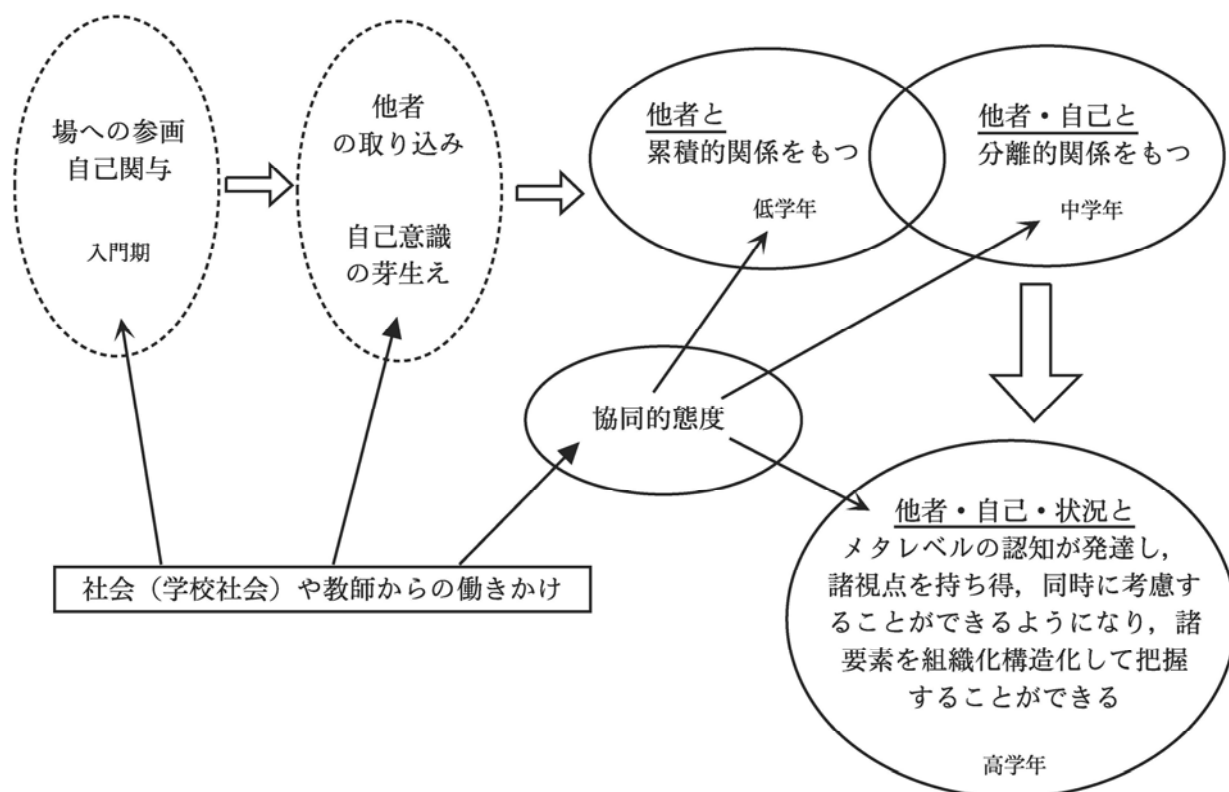 場への参画
自己関与
入門期
他者
の取り込み
自己意識
の芽生え
他者と
累積的関係をもつ
低学年
他者・自己と
分離的関係をもつ
中学年
協同的態度
社会（学校社会）や教師からの働きかけ
他者・自己・状況と
メタレベルの認知が発達し，
諸視点を持ち得，同時に考慮す
ることができるようになり，諸
要素を組織化構造化して把握
することができる
高学年